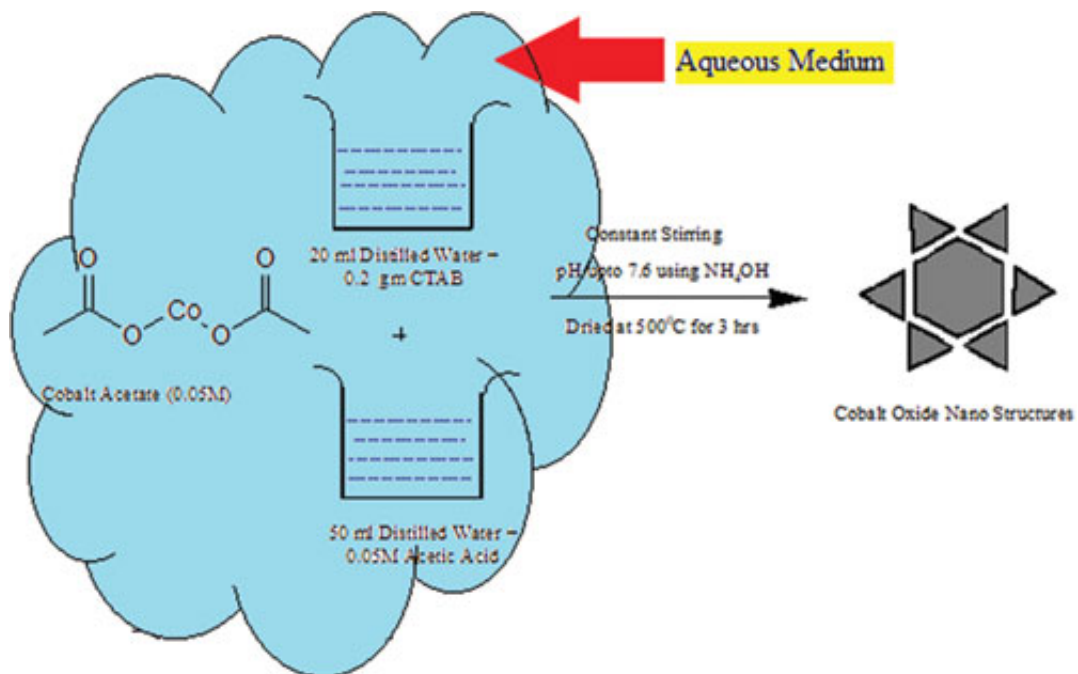 Aqueous Medium
20 ml Distilled Water –
0.2 gm CTAB
+
O
O
Co
O
O
Cobalt Acetate (0.05M)
50 ml Distilled Water –
0.05M Acetic Acid
Constant Stirring
pH upto 7.6 using NH₄OH
Dried at 500⁰C for 3 hrs
Cobalt Oxide Nano Structures